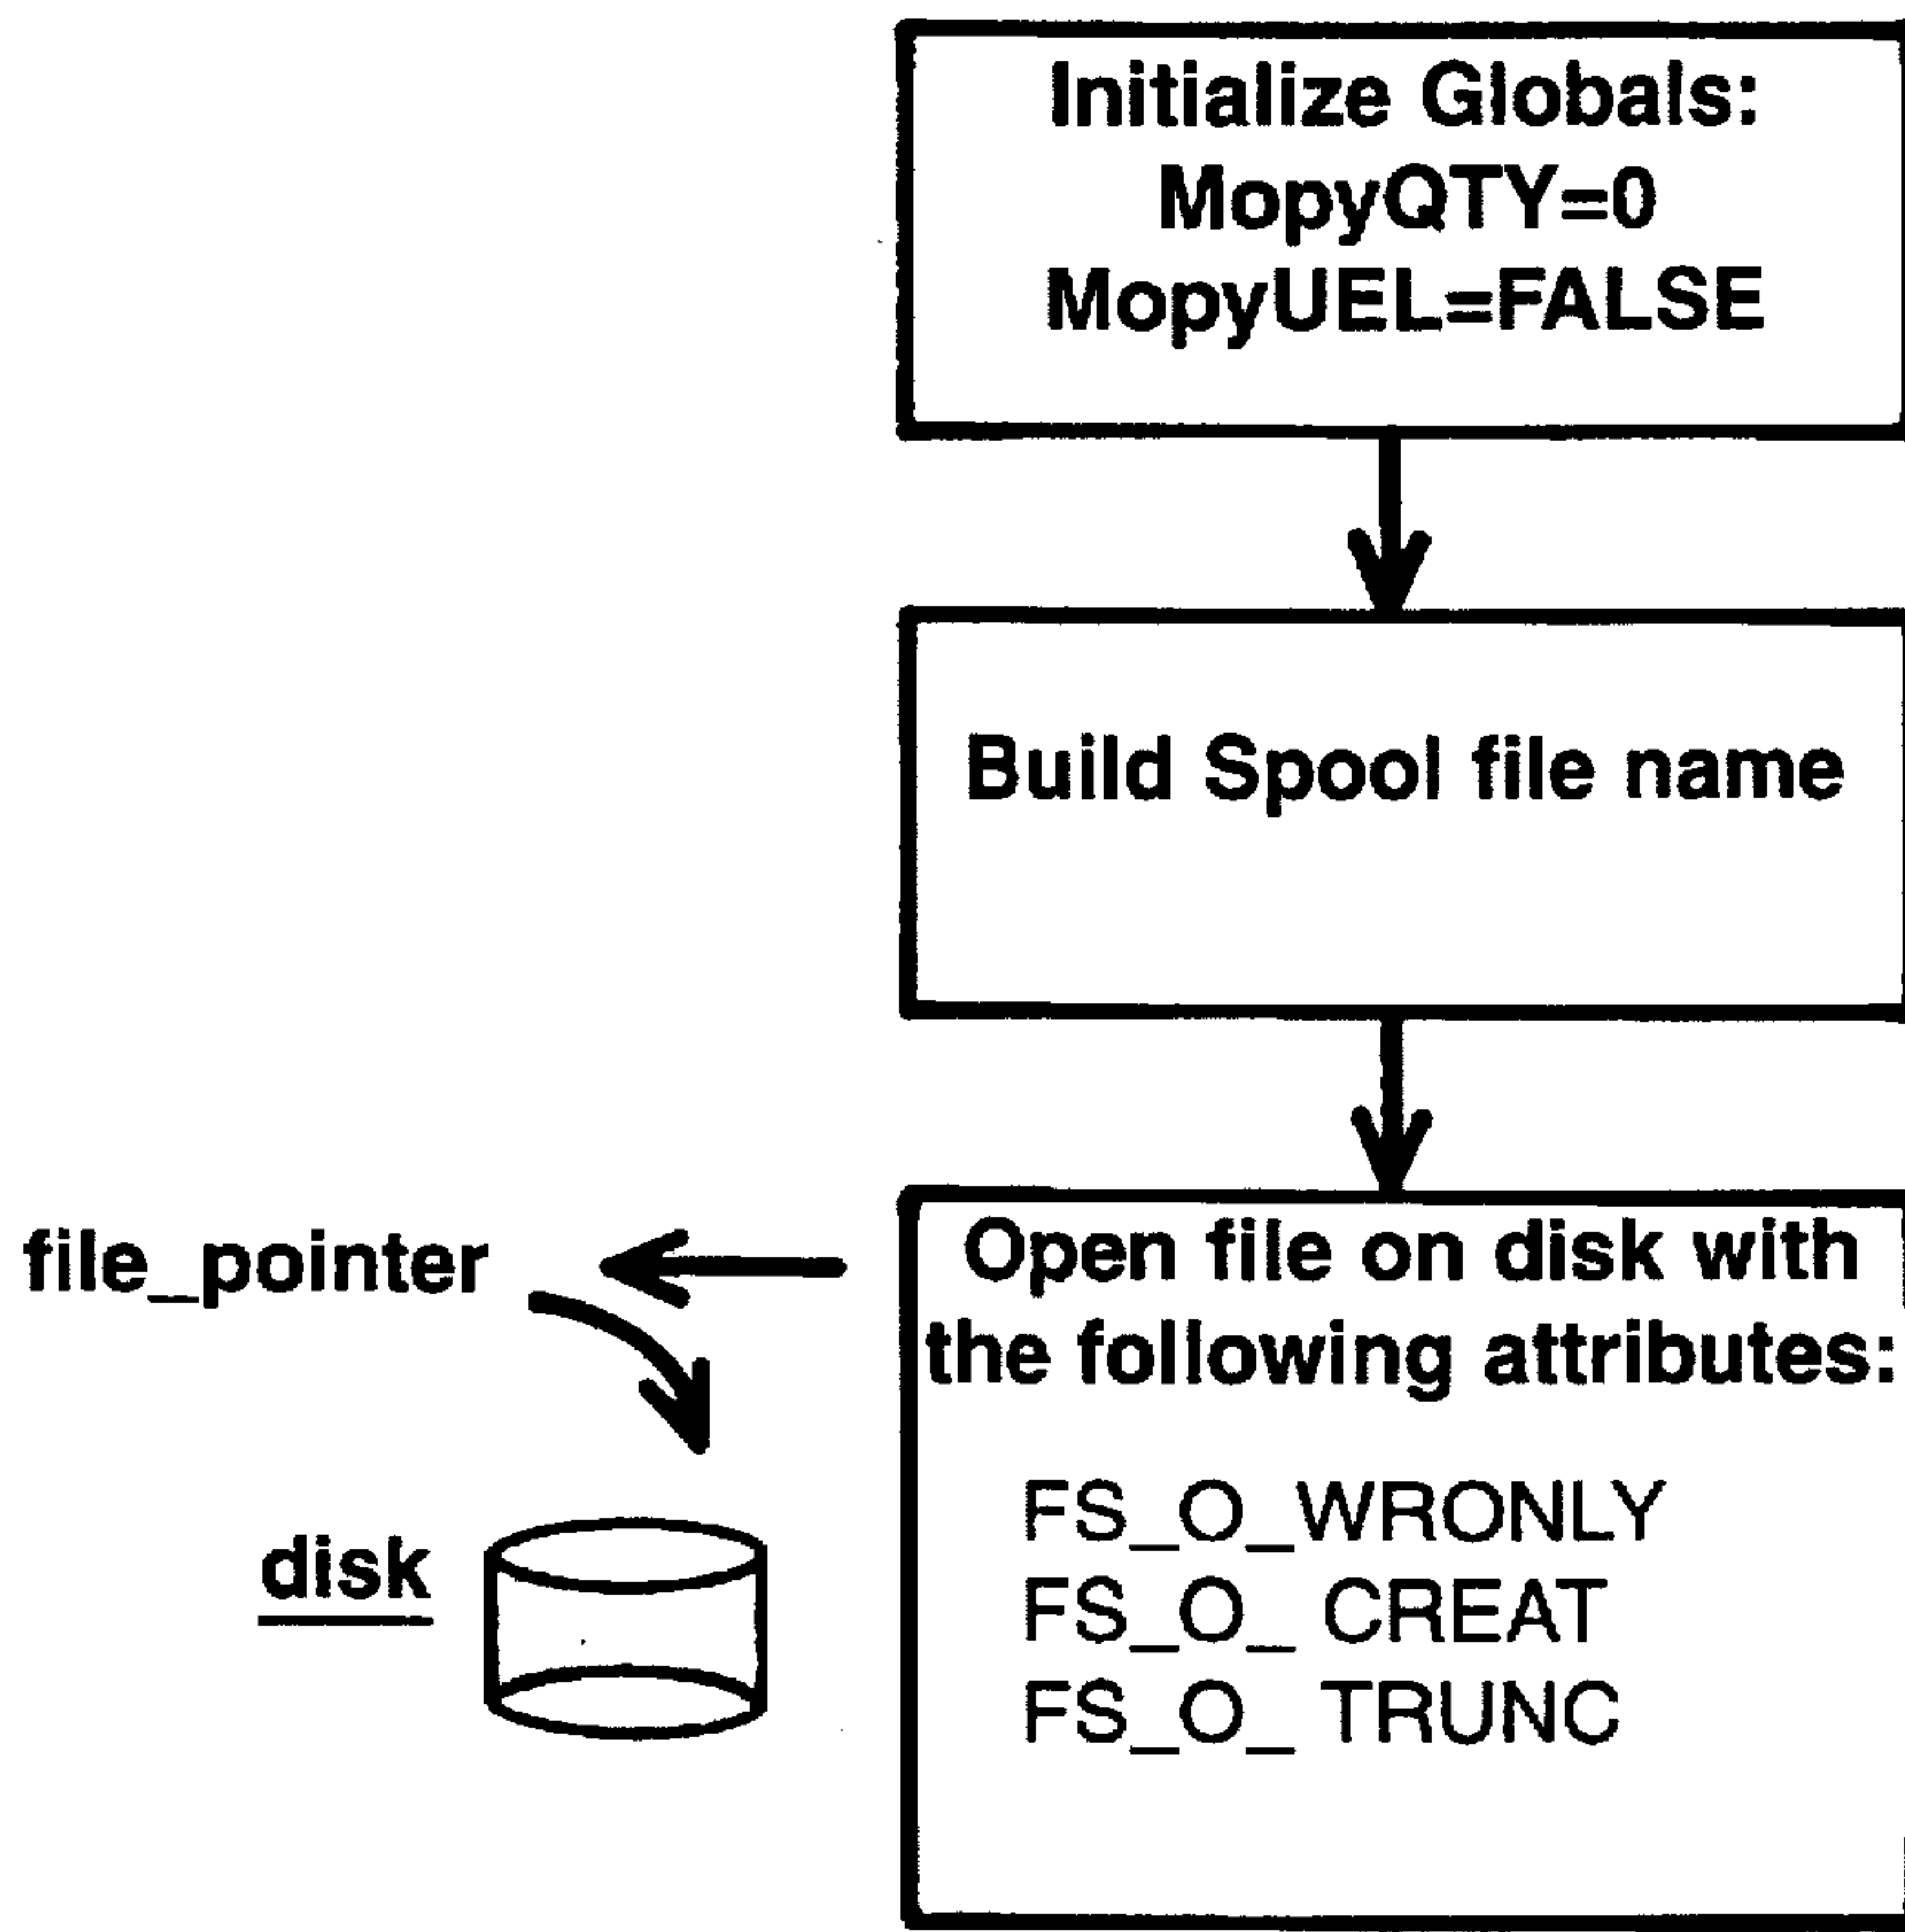 Initialize Globals:
MopyQTY=0
MopyUEL=FALSE
Build Spool file name
file_pointer
Open file on disk with
the following attributes:
FS_O_WRONLY
FS_O_ CREAT
FS_O_ TRUNC
disk